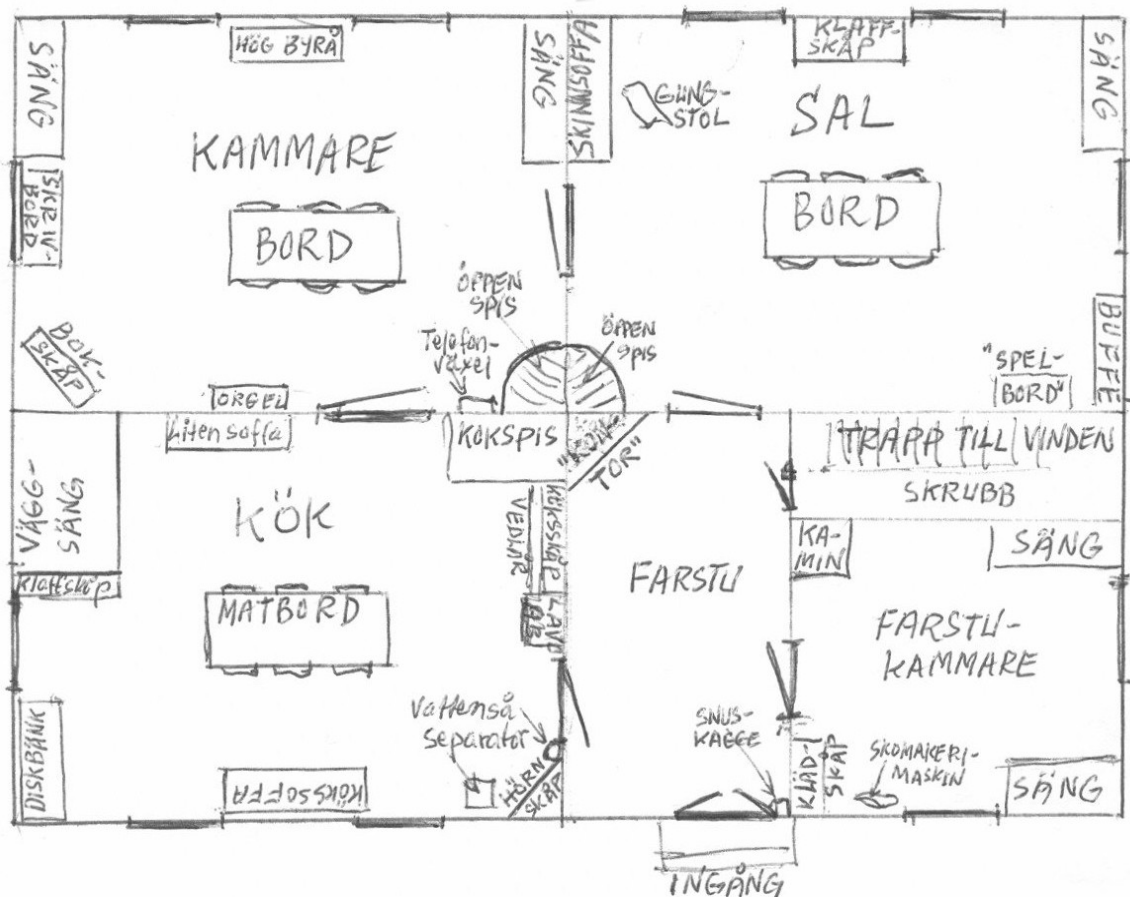 SÄNG
HÖG BYRÅ
SÄNG
SKINNSOFFA
GUNG-
STOL
KLAFF-
SKÅP
SÄNG
KAMMARE
SAL
SKRIV-
BORD
BORD
BORD
BOK-
SKÅP
ÖPPEN
SPIS
ÖPPEN
SPIS
Telefon-
växel
"SPEL-
BORD"
BUFFE
ORGEL
Liten soffa
KOKSPIS
"KONK-
TOR"
TRAPP TILL VINDEN
SKRUBB
VÄGG-
SÄNG
Klaffskåp
KÖK
VEDLÅR
KÖKSSKÅP
FARSTU
KA-
MIN
SÄNG
MATBORD
FARSTU-
KAMMARE
DISKBÄNK
KÖKSSOFFA
Vattenså
Separator
HÖRN
SKÅP
SNUS-
KAGGE
KLÄD-
SKÅP
SKOMAKERI-
MASKIN
SÄNG
INGÅNG